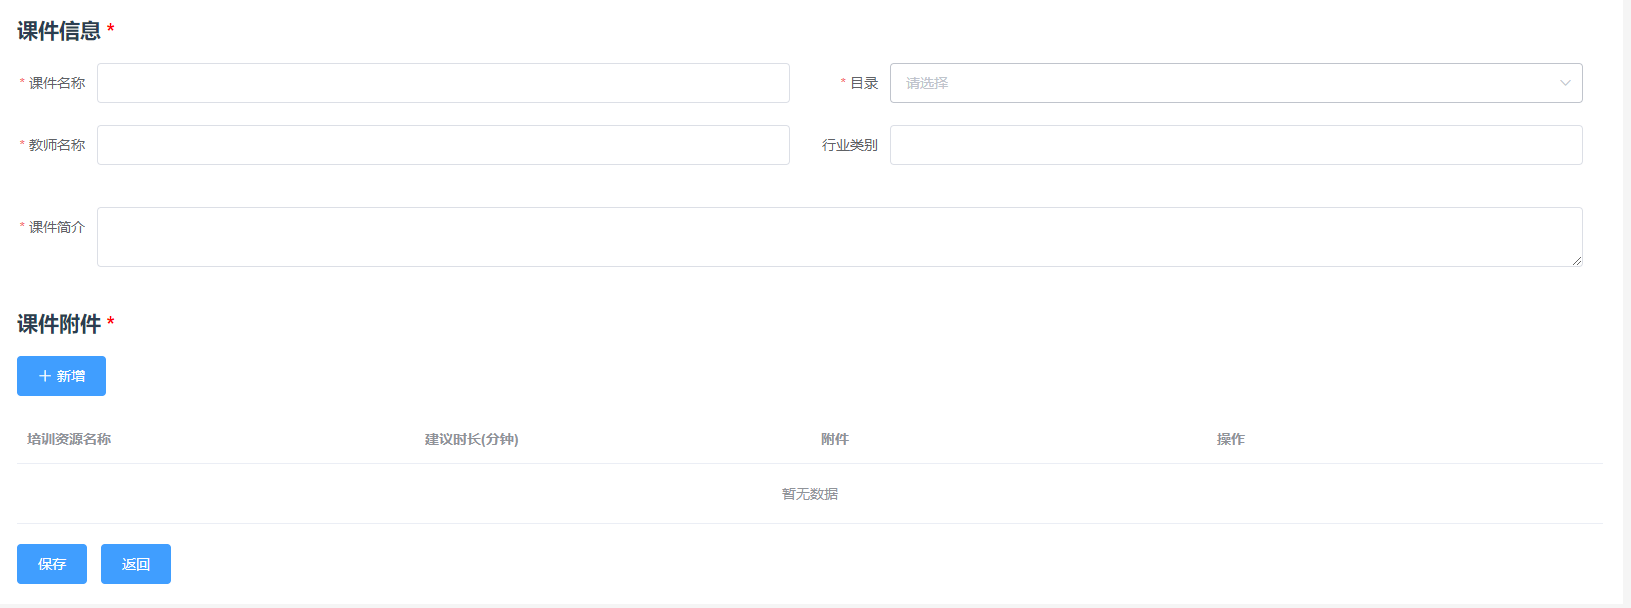 课件信息 *
* 课件名称
* 目录 请选择
* 教师名称
行业类别
* 课件简介
课件附件 *
+ 新增
培训资源名称 建议时长(分钟) 附件 操作
暂无数据
保存 返回